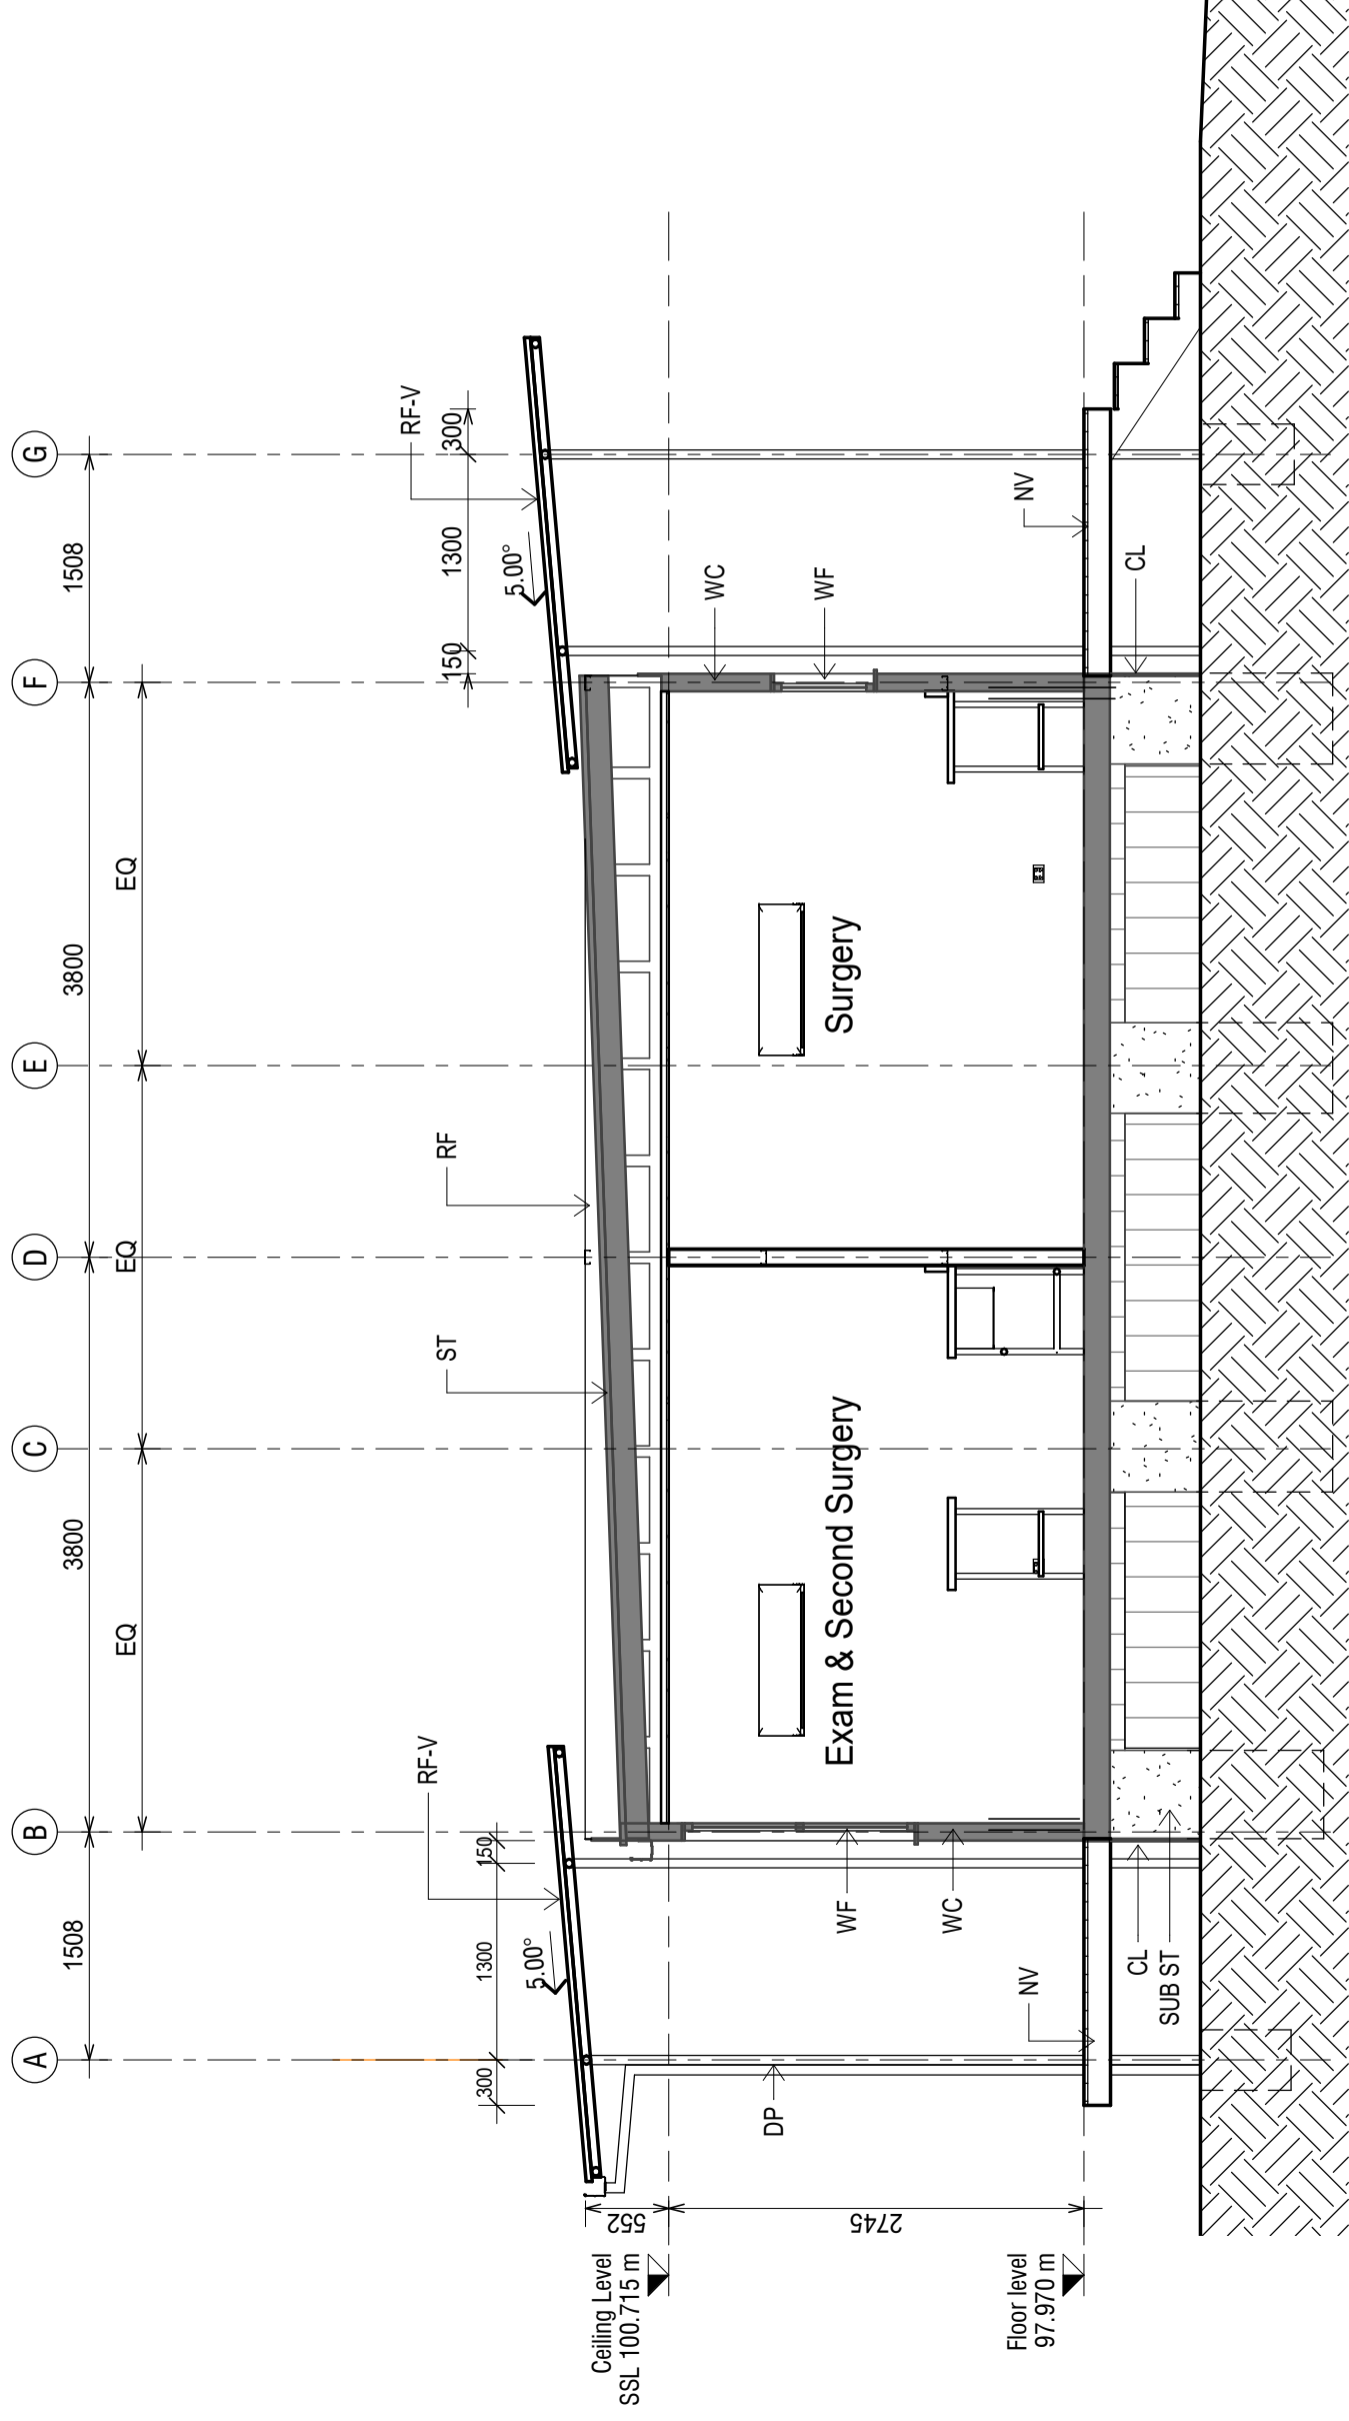 A
B
C
D
E
F
G
1508
3800
3800
1508
EQ
EQ
EQ
RF-V
ST
RF
RF-V
300
1300
150
150
1300
300
5.00°
5.00°
552
Ceiling Level
SSL 100.715 m
WC
DP
WF
WF
Exam & Second Surgery
Surgery
2745
WC
NV
NV
Floor level
97.970 m
CL
CL
SUB ST